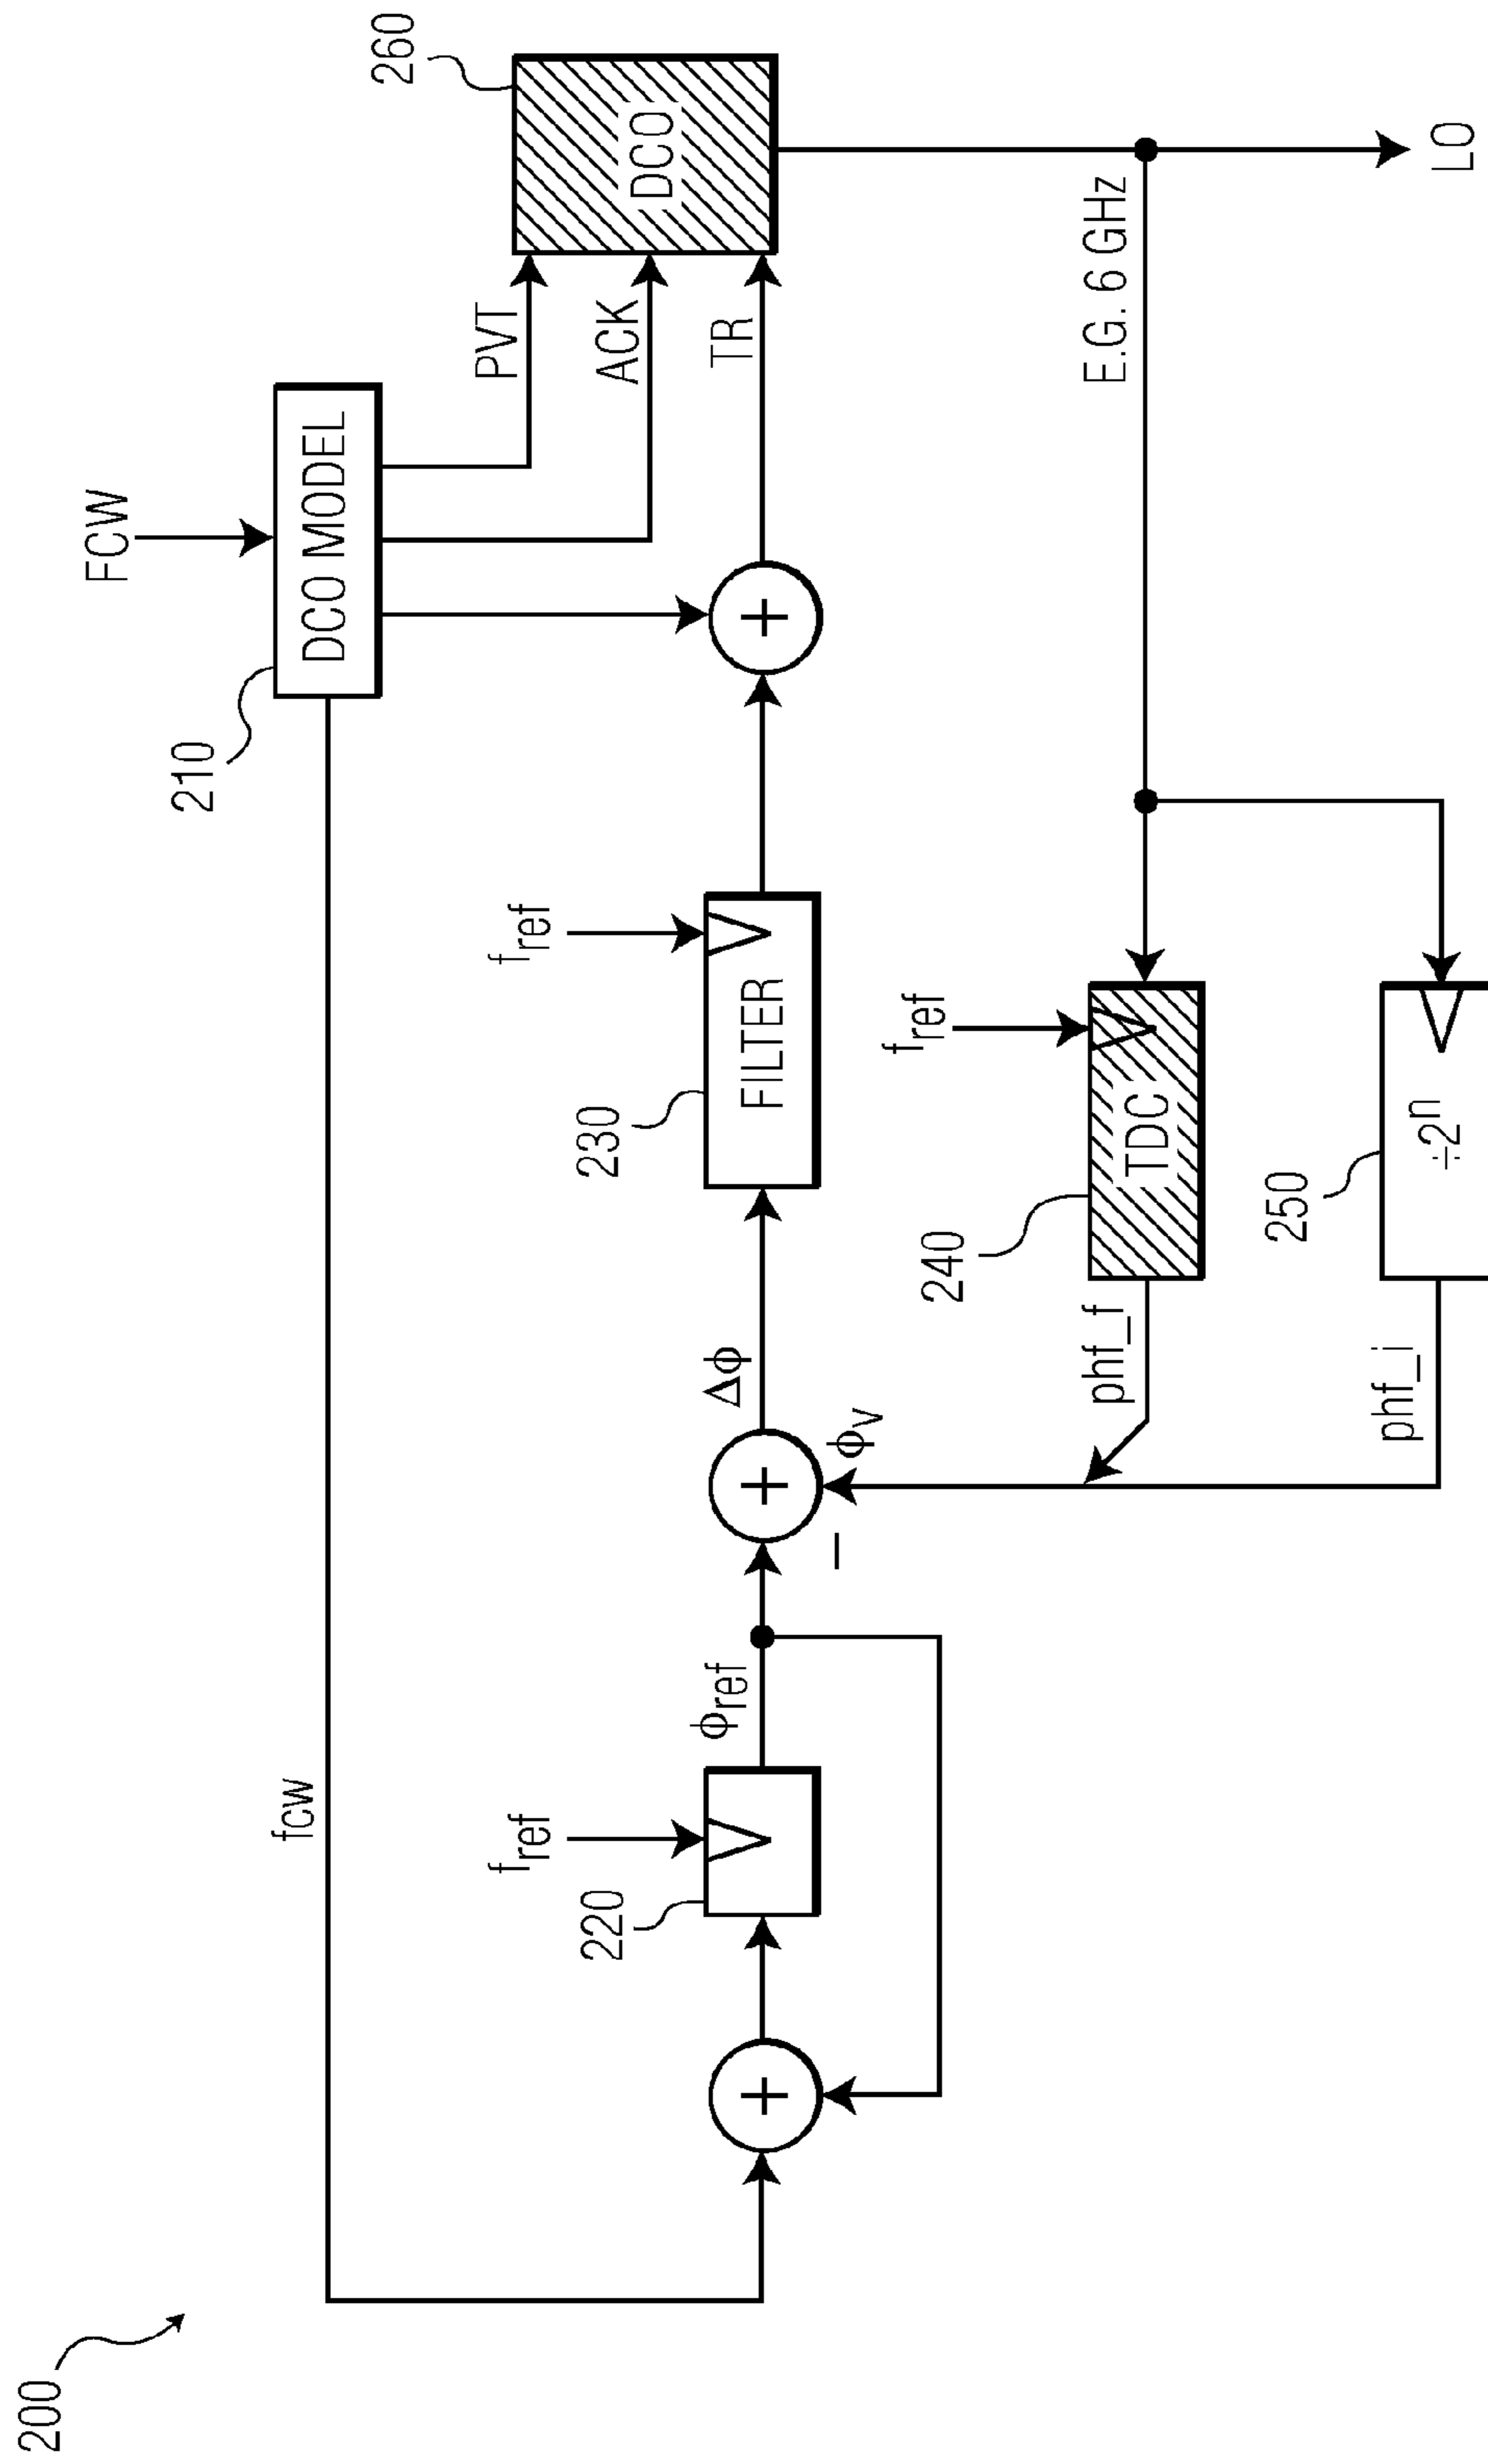 200
FCW
210
DCO MODEL
fcw
PVT
ACK
TR
260
DCO
220
fref
ϕref
Δϕ
ϕv
−
230
fref
FILTER
+
+
+
240
fref
TDC
phf_f
E.G. 6 GHz
250
÷2n
phf_i
LO